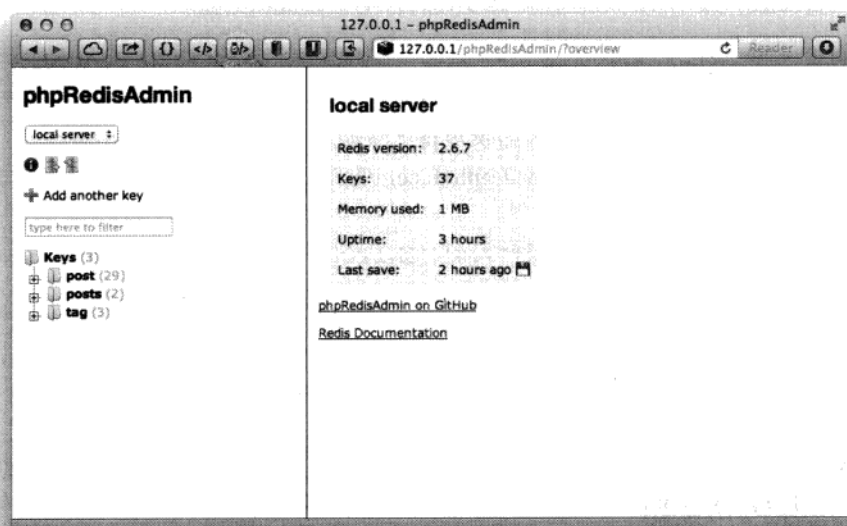 127.0.0.1 – phpRedisAdmin
127.0.0.1/phpRedisAdmin/?overview
Reader
phpRedisAdmin
local server
Add another key
type here to filter
Keys (3)
post (29)
posts (2)
tag (3)
local server
Redis version: 2.6.7
Keys: 37
Memory used: 1 MB
Uptime: 3 hours
Last save: 2 hours ago
phpRedisAdmin on GitHub
Redis Documentation